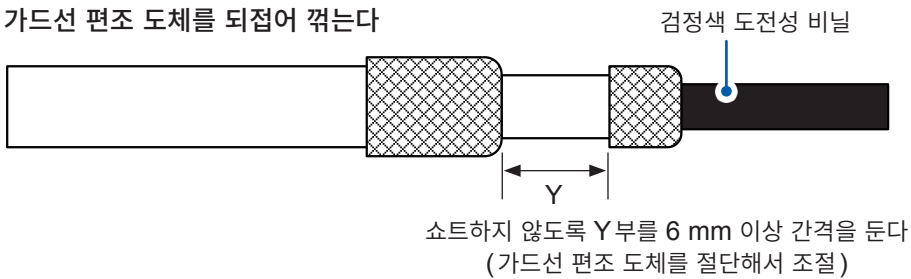 가드선 편조 도체를 되접어 꺾는다
검정색 도전성 비닐
Y
쇼트하지 않도록 Y부를 6 mm 이상 간격을 둔다
(가드선 편조 도체를 절단해서 조절)